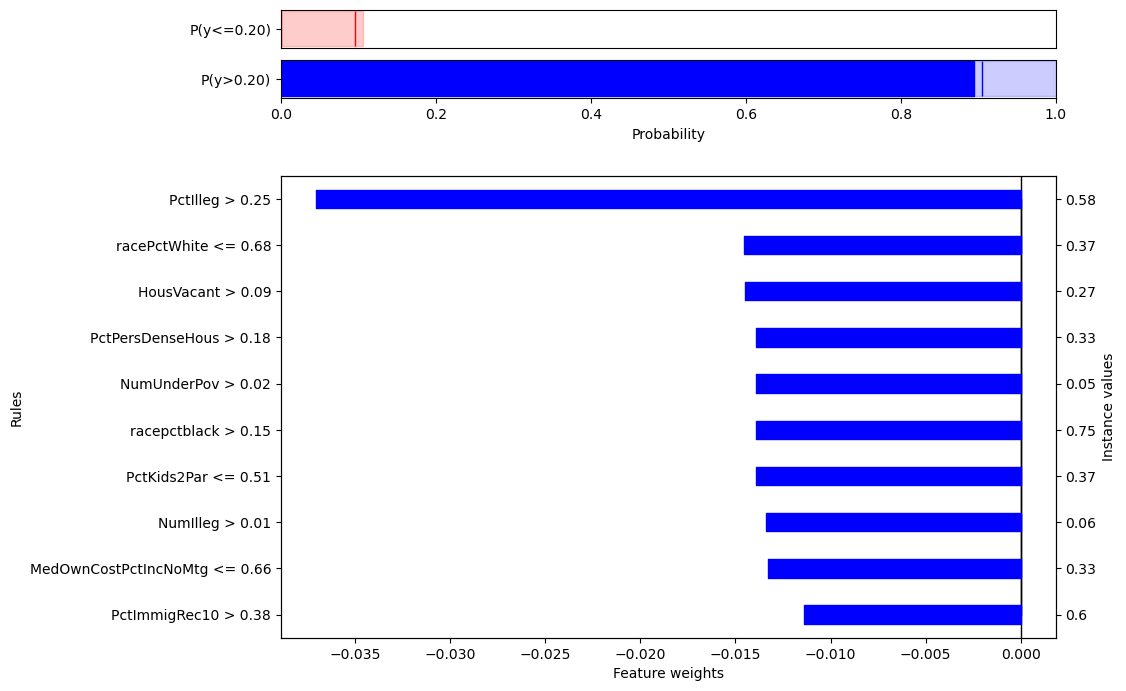 P(y<=0.20)
P(y>0.20)
0.0 0.2 0.4 0.6 0.8 1.0
Probability
PctIlleg > 0.25 0.58
racePctWhite <= 0.68 0.37
HousVacant > 0.09 0.27
PctPersDenseHous > 0.18 0.33
NumUnderPov > 0.02 0.05
racepctblack > 0.15 0.75
PctKids2Par <= 0.51 0.37
NumIlleg > 0.01 0.06
MedOwnCostPctIncNoMtg <= 0.66 0.33
PctImmigRec10 > 0.38 0.6
Rules
Instance values
−0.035 −0.030 −0.025 −0.020 −0.015 −0.010 −0.005 0.000
Feature weights